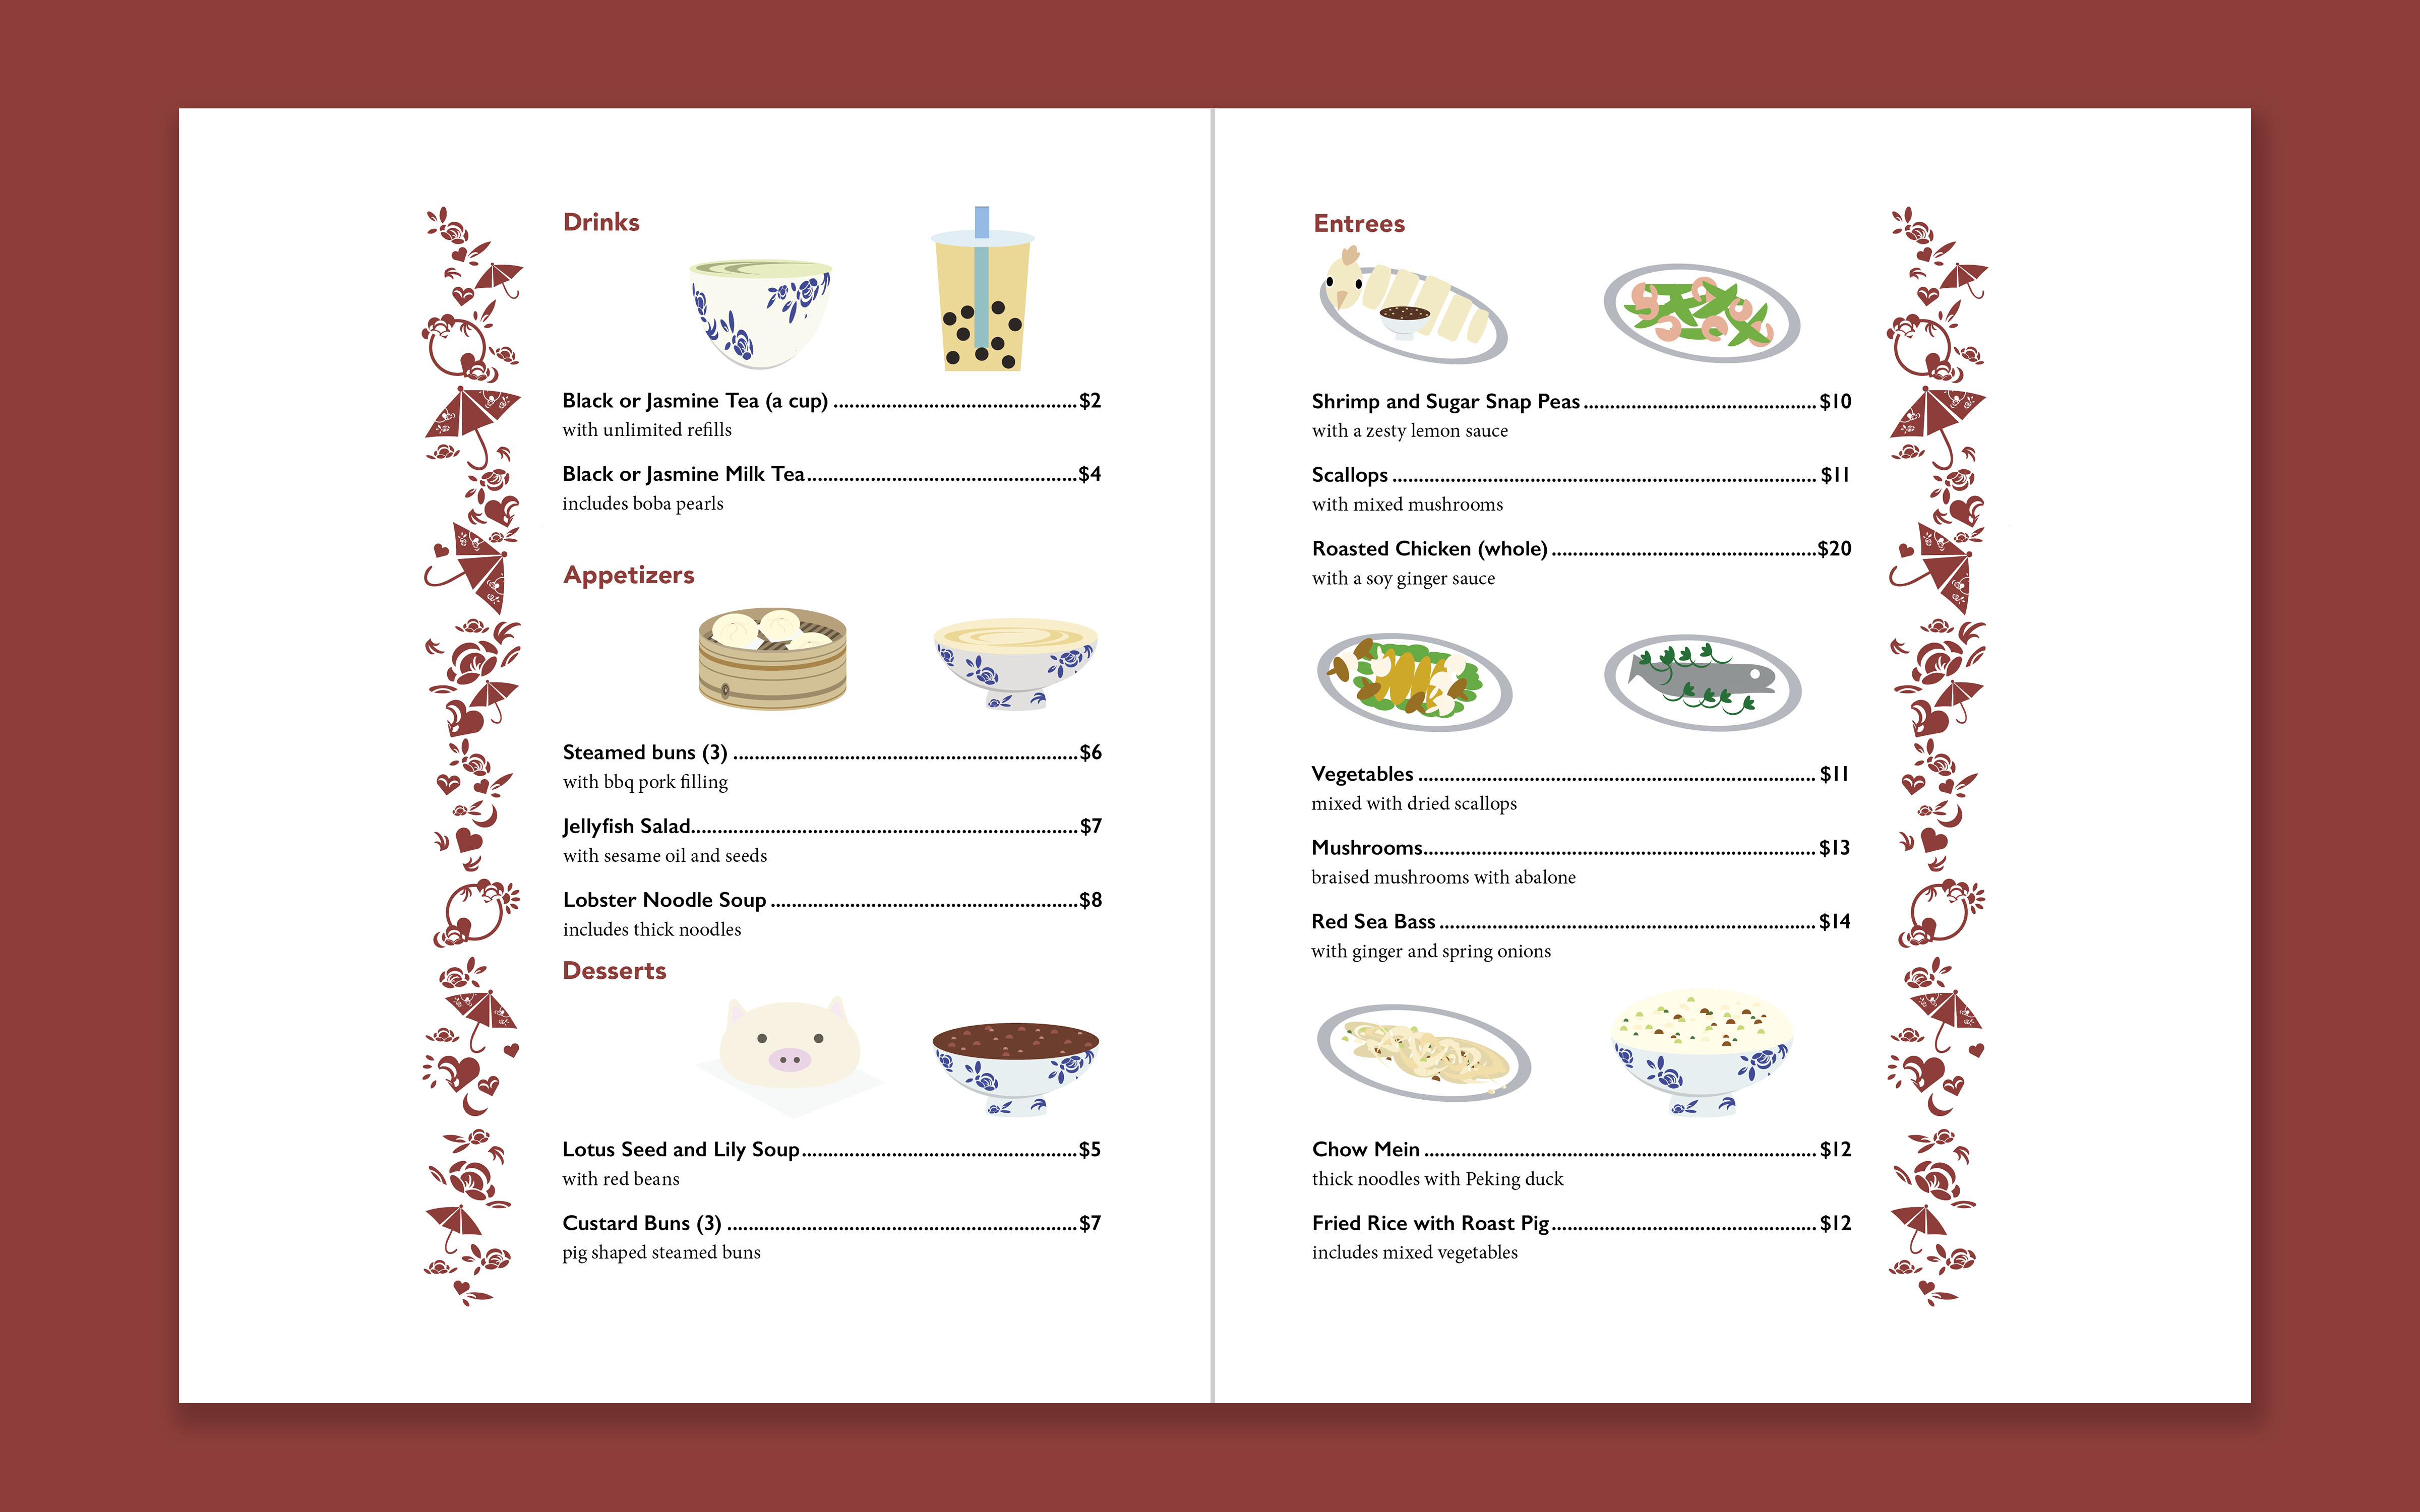 Drinks
Black or Jasmine Tea (a cup) ................................................ $2
with unlimited refills
Black or Jasmine Milk Tea ..................................................... $4
includes boba pearls
Appetizers
Steamed buns (3) .................................................................... $6
with bbq pork filling
Jellyfish Salad ............................................................................ $7
with sesame oil and seeds
Lobster Noodle Soup ............................................................. $8
includes thick noodles
Desserts
Lotus Seed and Lily Soup ...................................................... $5
with red beans
Custard Buns (3) ..................................................................... $7
pig shaped steamed buns
Entrees
Shrimp and Sugar Snap Peas .............................................. $10
with a zesty lemon sauce
Scallops .................................................................................... $11
with mixed mushrooms
Roasted Chicken (whole) .................................................... $20
with a soy ginger sauce
Vegetables ............................................................................... $11
mixed with dried scallops
Mushrooms .............................................................................. $13
braised mushrooms with abalone
Red Sea Bass ........................................................................... $14
with ginger and spring onions
Chow Mein .............................................................................. $12
thick noodles with Peking duck
Fried Rice with Roast Pig ..................................................... $12
includes mixed vegetables